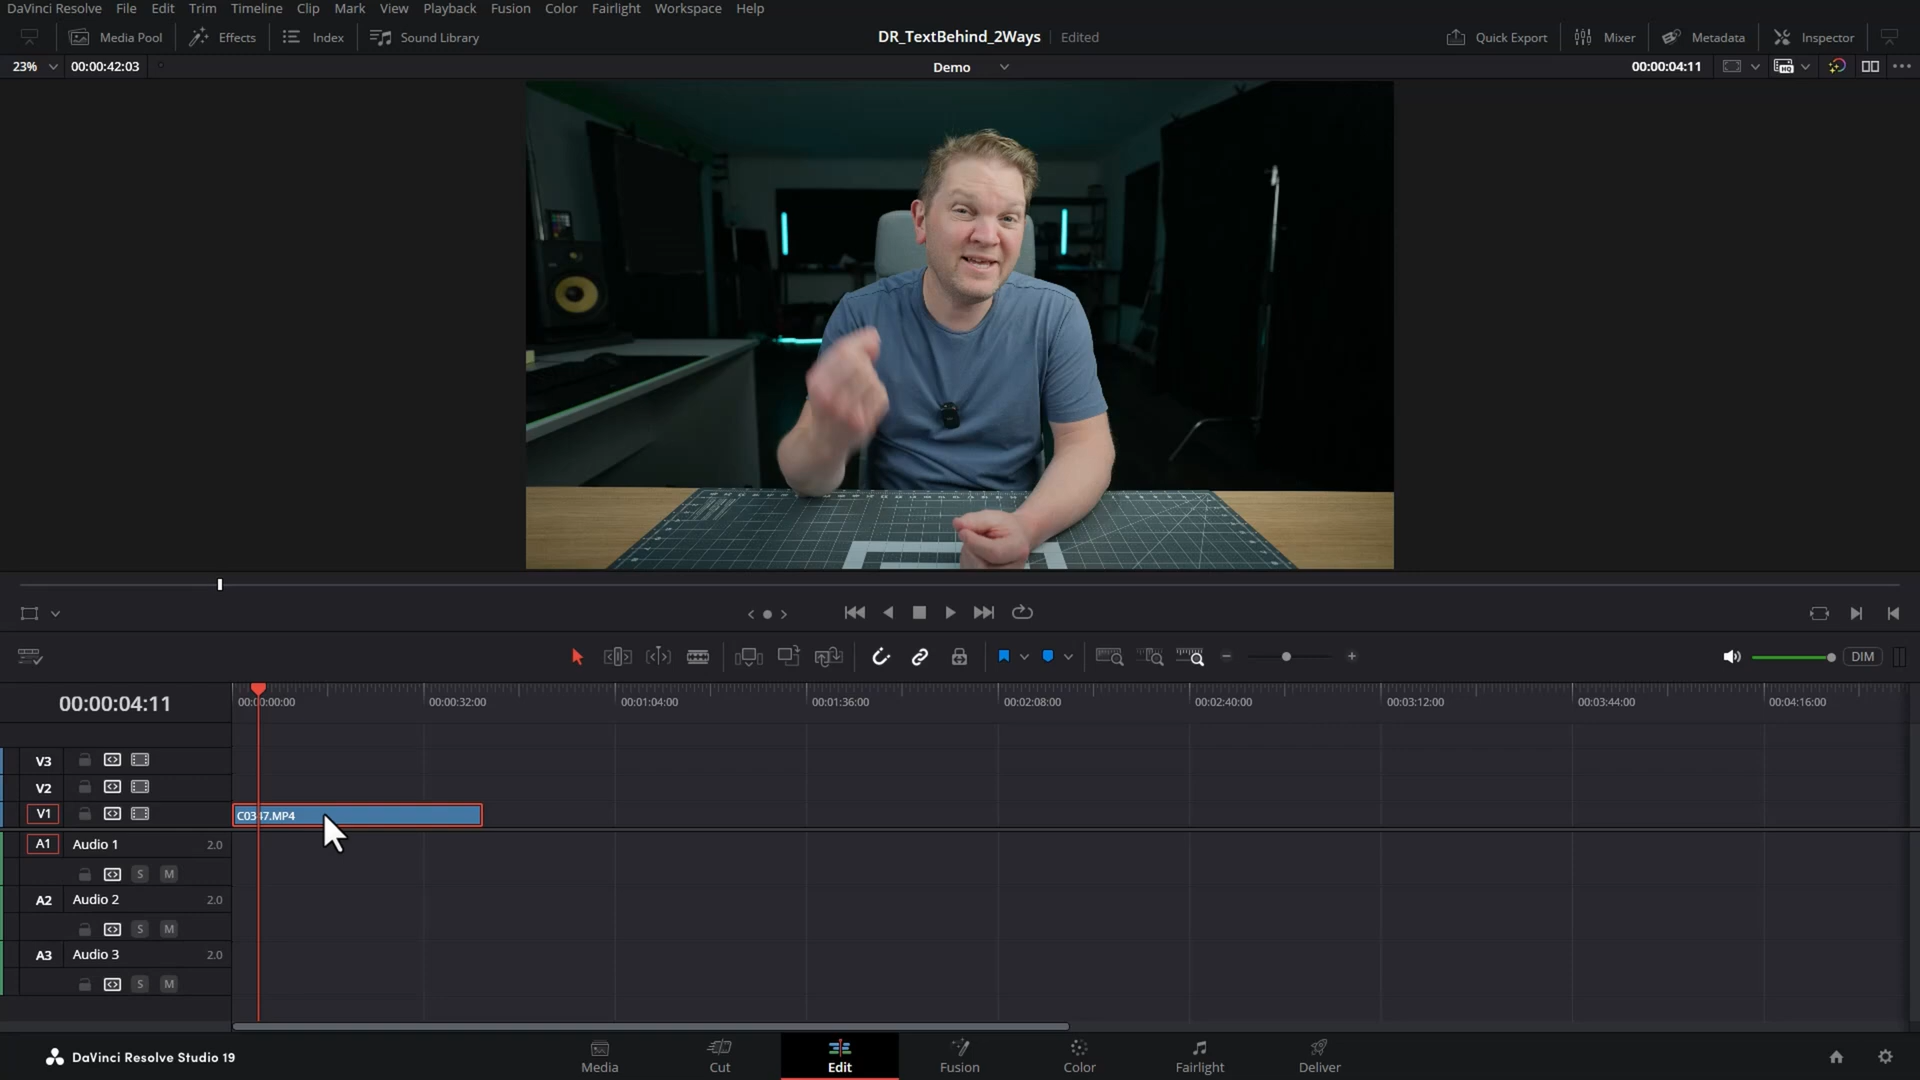 DaVinci Resolve File Edit Trim Timeline Clip Mark View Playback Fusion Color Fairlight Workspace Help
Media Pool Effects Index Sound Library DR_TextBehind_2Ways Edited Quick Export Mixer Metadata Inspector
23% 00:00:42:03 Demo 00:00:04:11
DIM
00:00:04:11 00:00:00:00 00:00:32:00 00:01:04:00 00:01:36:00 00:02:08:00 00:02:40:00 00:03:12:00 00:03:44:00 00:04:16:00
V3
V2
V1 C0347.MP4
A1 Audio 1 2.0
S M
A2 Audio 2 2.0
S M
A3 Audio 3 2.0
S M
DaVinci Resolve Studio 19 Media Cut Edit Fusion Color Fairlight Deliver